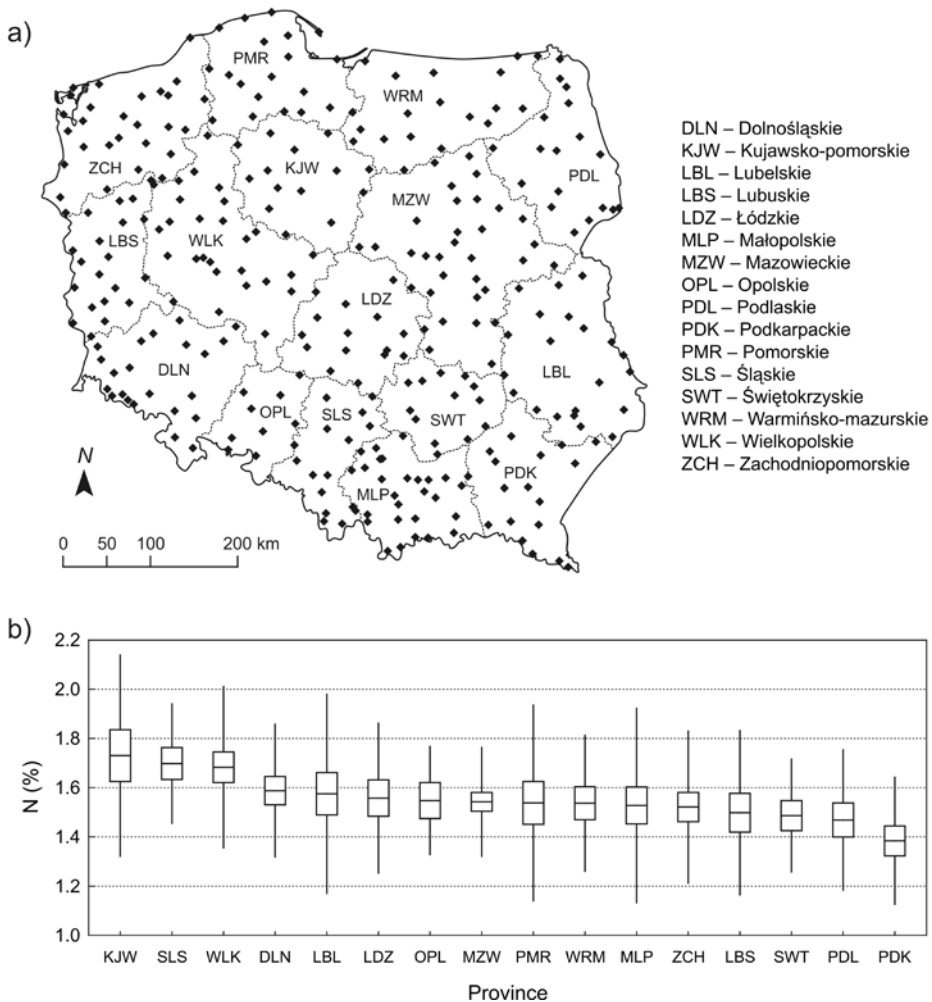 a)
PMR
WRM
ZCH
KJW
PDL
MZW
LBS
WLK
LDZ
DLN
LBL
OPL
SLS
SWT
PDK
MLP
N
0 50 100 200 km
DLN – Dolnośląskie
KJW – Kujawsko-pomorskie
LBL – Lubelskie
LBS – Lubuskie
LDZ – Łódzkie
MLP – Małopolskie
MZW – Mazowieckie
OPL – Opolskie
PDL – Podlaskie
PDK – Podkarpackie
PMR – Pomorskie
SLS – Śląskie
SWT – Świętokrzyskie
WRM – Warmińsko-mazurskie
WLK – Wielkopolskie
ZCH – Zachodniopomorskie
b)
N (%)
2.2
2.0
1.8
1.6
1.4
1.2
1.0
KJW SLS WLK DLN LBL LDZ OPL MZW PMR WRM MLP ZCH LBS SWT PDL PDK
Province